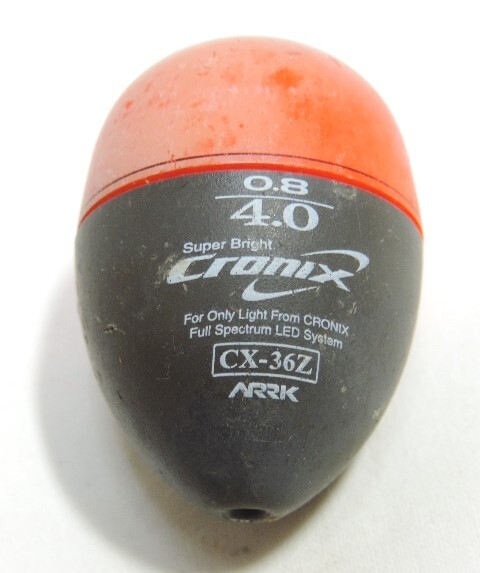 0.8
4.0
Super Bright
Cronix
For Only Light From CRONIX
Full Spectrum LED System
CX-36Z
ARRK